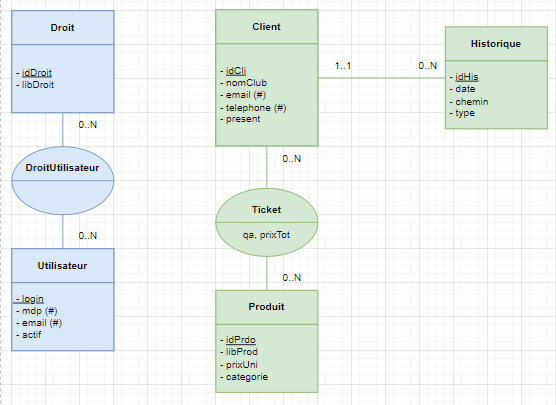 Droit
- idDroit
- libDroit
0..N
DroitUtilisateur
0..N
Utilisateur
- login
- mdp (#)
- email (#)
- actif
Client
- idCli
- nomClub
- email (#)
- telephone (#)
- present
1..1
0..N
Historique
- idHis
- date
- chemin
- type
0..N
Ticket
qa, prixTot
0..N
Produit
- idPrdo
- libProd
- prixUni
- categorie